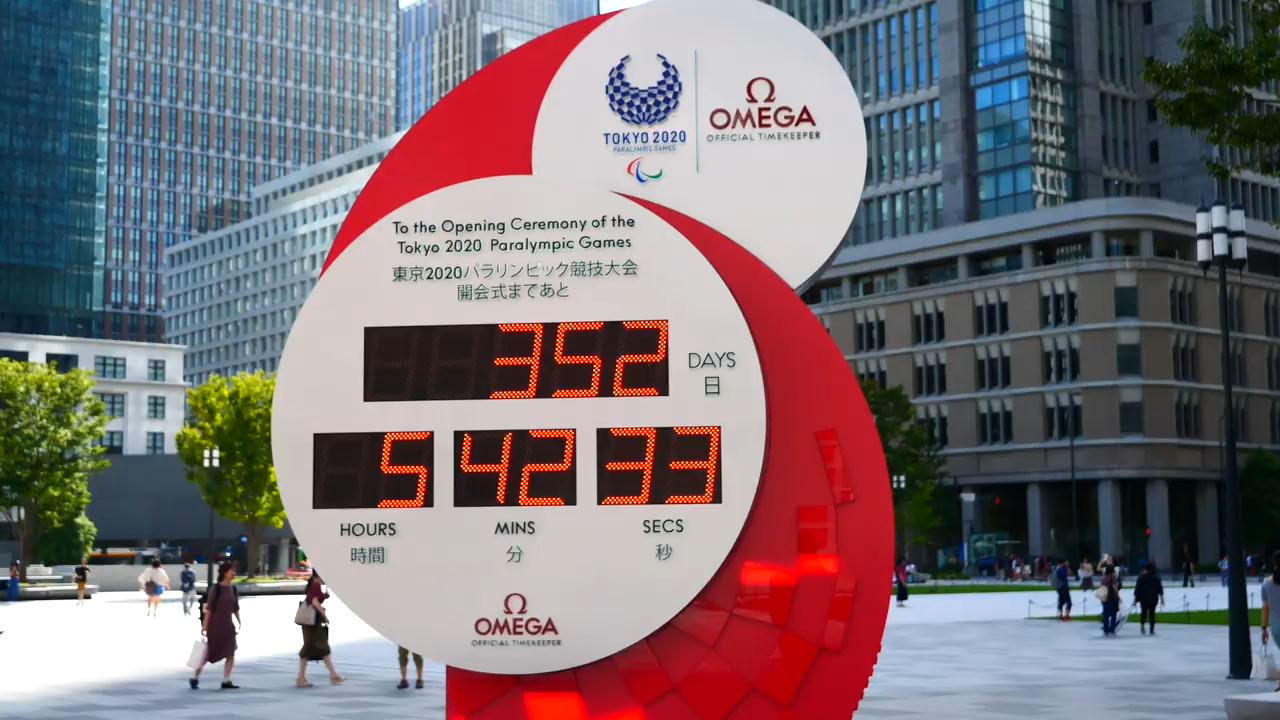 TOKYO 2020
PARALYMPIC GAMES
Ω
OMEGA
OFFICIAL TIMEKEEPER
To the Opening Ceremony of the
Tokyo 2020 Paralympic Games
東京2020パラリンピック競技大会
開会式まであと
352 DAYS
日
5 42 33
HOURS MINS SECS
時間 分 秒
Ω
OMEGA
OFFICIAL TIMEKEEPER